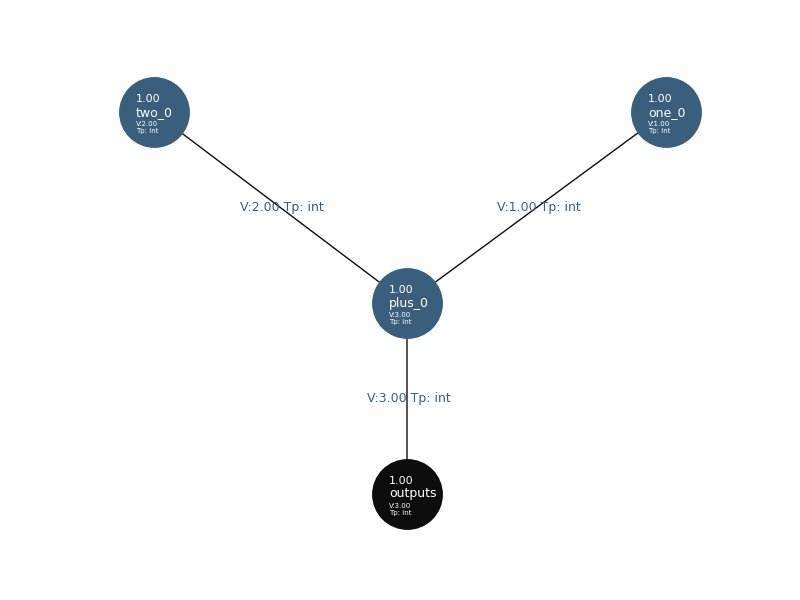 1.00
two_0
V:2.00
Tp: int
1.00
one_0
V:1.00
Tp: int
V:2.00 Tp: int
V:1.00 Tp: int
1.00
plus_0
V:3.00
Tp: int
V:3.00 Tp: int
1.00
outputs
V:3.00
Tp: int